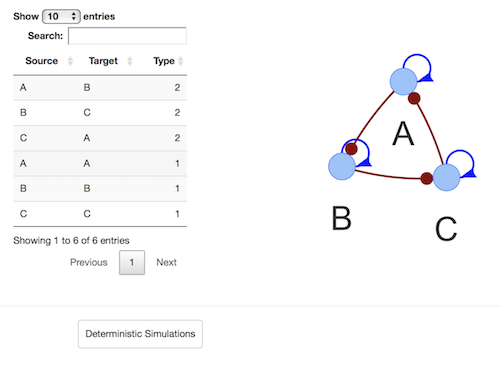 Show 10 entries
Search:
Source Target Type
A B 2
B C 2
C A 2
A A 1
B B 1
C C 1
Showing 1 to 6 of 6 entries
Previous 1 Next
A
B
C
Deterministic Simulations